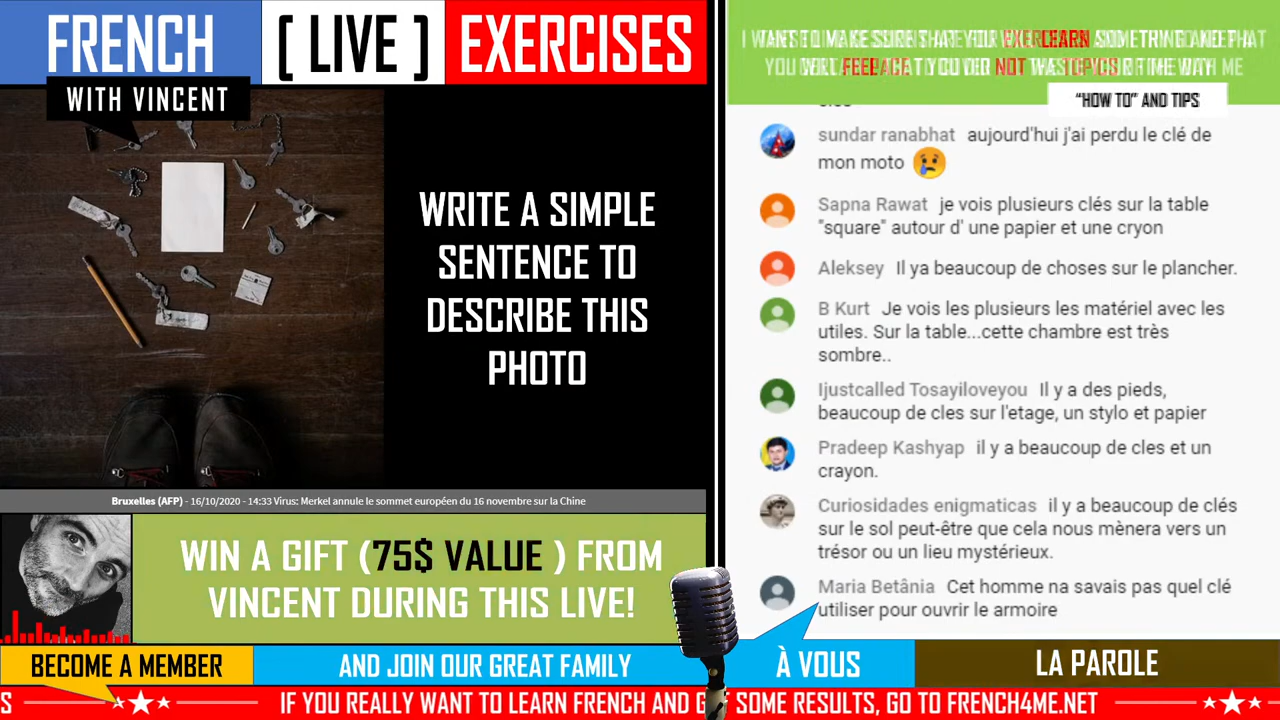 FRENCH [ LIVE ] EXERCISES
WITH VINCENT
WRITE A SIMPLE
SENTENCE TO
DESCRIBE THIS
PHOTO
Bruxelles (AFP) - 16/10/2020 - 14:33 Virus: Merkel annule le sommet européen du 16 novembre sur la Chine
WIN A GIFT (75$ VALUE ) FROM
VINCENT DURING THIS LIVE!
"HOW TO" AND TIPS
sundar ranabhat aujourd'hui j'ai perdu le clé de
mon moto
Sapna Rawat je vois plusieurs clés sur la table
"square" autour d' une papier et une cryon
Aleksey Il ya beaucoup de choses sur le plancher.
B Kurt Je vois les plusieurs les matériel avec les
utiles. Sur la table...cette chambre est très
sombre..
Ijustcalled Tosayiloveyou Il y a des pieds,
beaucoup de cles sur l'etage, un stylo et papier
Pradeep Kashyap il y a beaucoup de cles et un
crayon.
Curiosidades enigmaticas il y a beaucoup de clés
sur le sol peut-être que cela nous mènera vers un
trésor ou un lieu mystérieux.
Maria Betânia Cet homme na savais pas quel clé
utiliser pour ouvrir le armoire
BECOME A MEMBER AND JOIN OUR GREAT FAMILY À VOUS LA PAROLE
S IF YOU REALLY WANT TO LEARN FRENCH AND SOME RESULTS, GO TO FRENCH4ME.NET